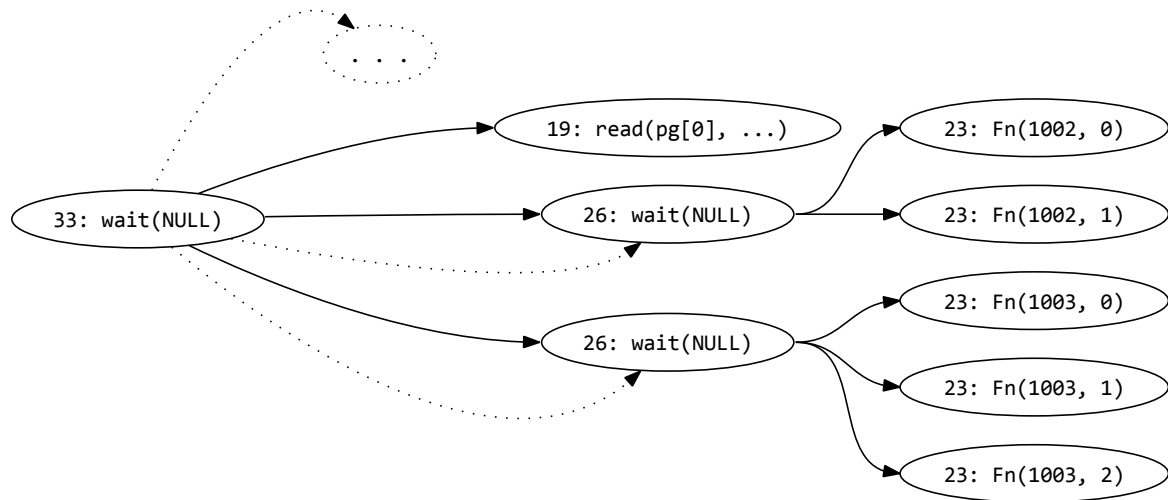 . . .
19: read(pg[0], ...)
23: Fn(1002, 0)
33: wait(NULL)
26: wait(NULL)
23: Fn(1002, 1)
23: Fn(1003, 0)
26: wait(NULL)
23: Fn(1003, 1)
23: Fn(1003, 2)